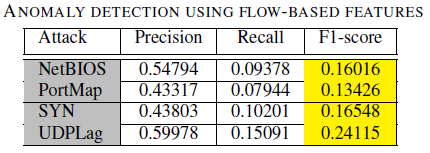 ANOMALY DETECTION USING FLOW-BASED FEATURES
Attack Precision Recall F1-score
NetBIOS 0.54794 0.09378 0.16016
PortMap 0.43317 0.07944 0.13426
SYN 0.43803 0.10201 0.16548
UDPLag 0.59978 0.15091 0.24115